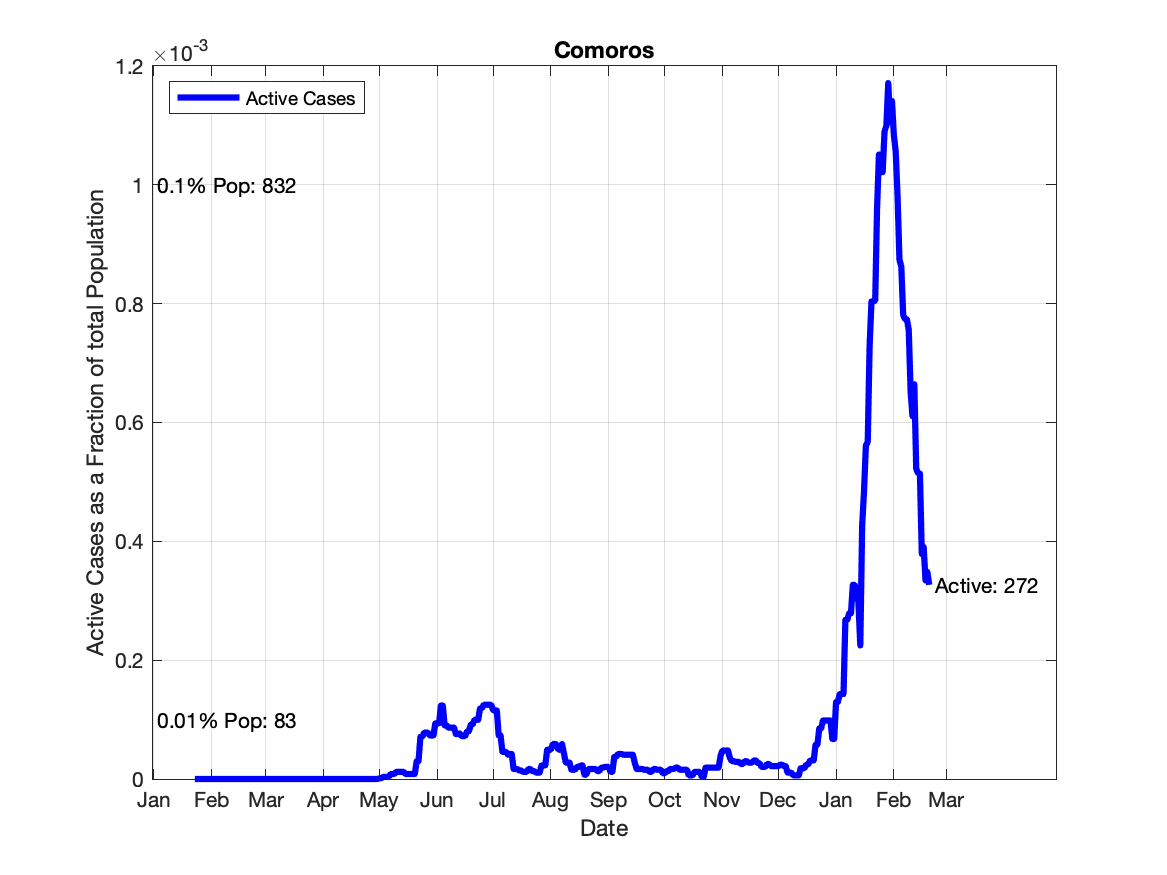 Comoros
×10-3
1.2
1
0.8
0.6
0.4
0.2
0
Active Cases as a Fraction of total Population
Active Cases
0.1% Pop: 832
0.01% Pop: 83
Active: 272
Jan Feb Mar Apr May Jun Jul Aug Sep Oct Nov Dec Jan Feb Mar
Date